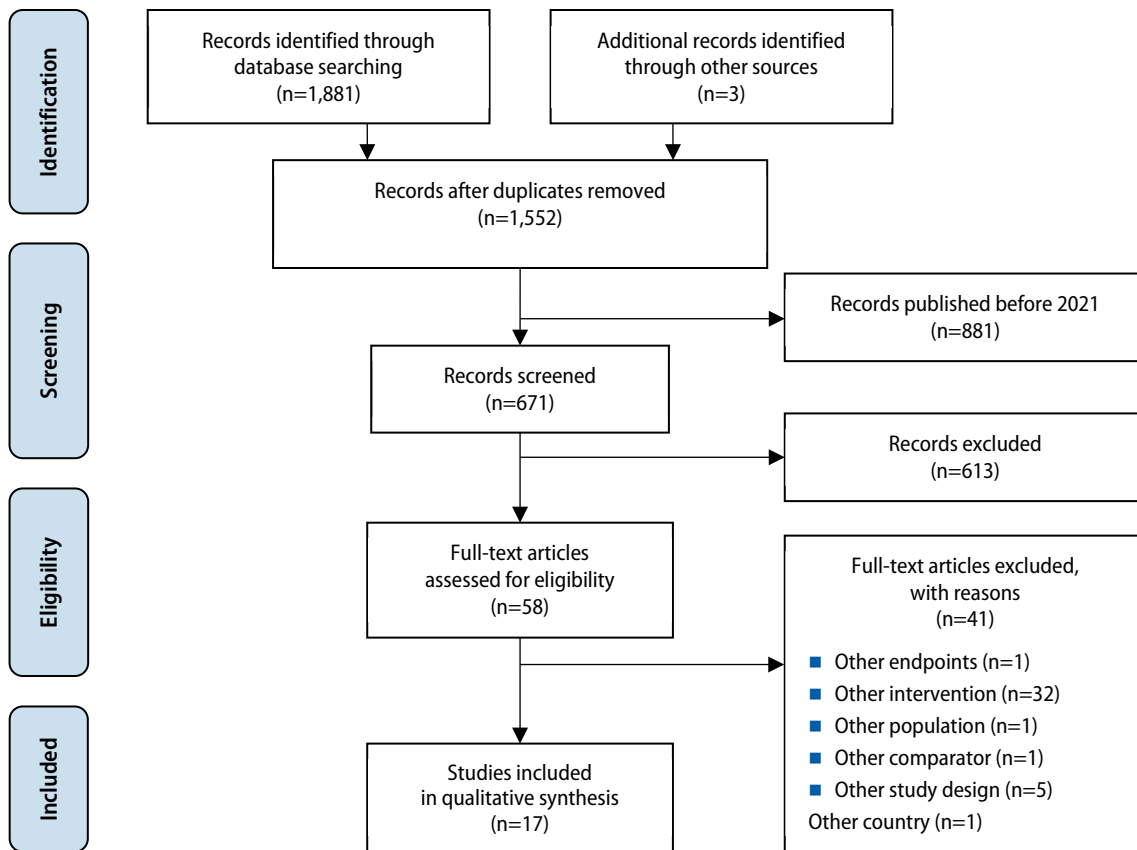 Identification
Records identified through
database searching
(n=1,881)
Additional records identified
through other sources
(n=3)
Records after duplicates removed
(n=1,552)
Screening
Records published before 2021
(n=881)
Records screened
(n=671)
Records excluded
(n=613)
Eligibility
Full-text articles
assessed for eligibility
(n=58)
Full-text articles excluded,
with reasons
(n=41)
■ Other endpoints (n=1)
■ Other intervention (n=32)
■ Other population (n=1)
■ Other comparator (n=1)
■ Other study design (n=5)
Other country (n=1)
Included
Studies included
in qualitative synthesis
(n=17)